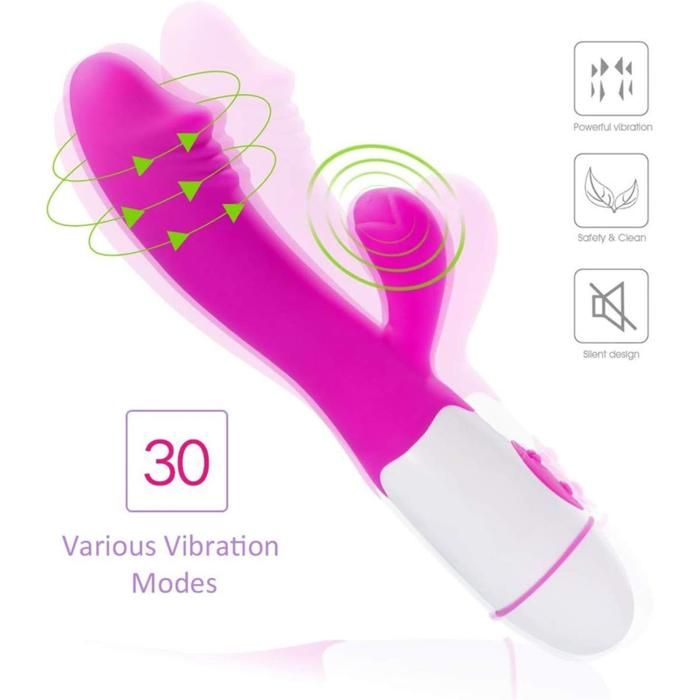 Powerful vibration
Safety & Clean
Silent design
30
Various Vibration
Modes